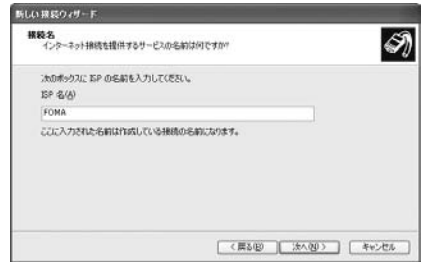 新しい接続ウィザード
接続名
インターネット接続を提供するサービスの名前は何ですか?
次のボックスに ISP の名前を入力してください。
ISP 名(A)
FOMA
ここに入力された名前は作成している接続の名前になります。
< 戻る(B)
次へ(N) >
キャンセル